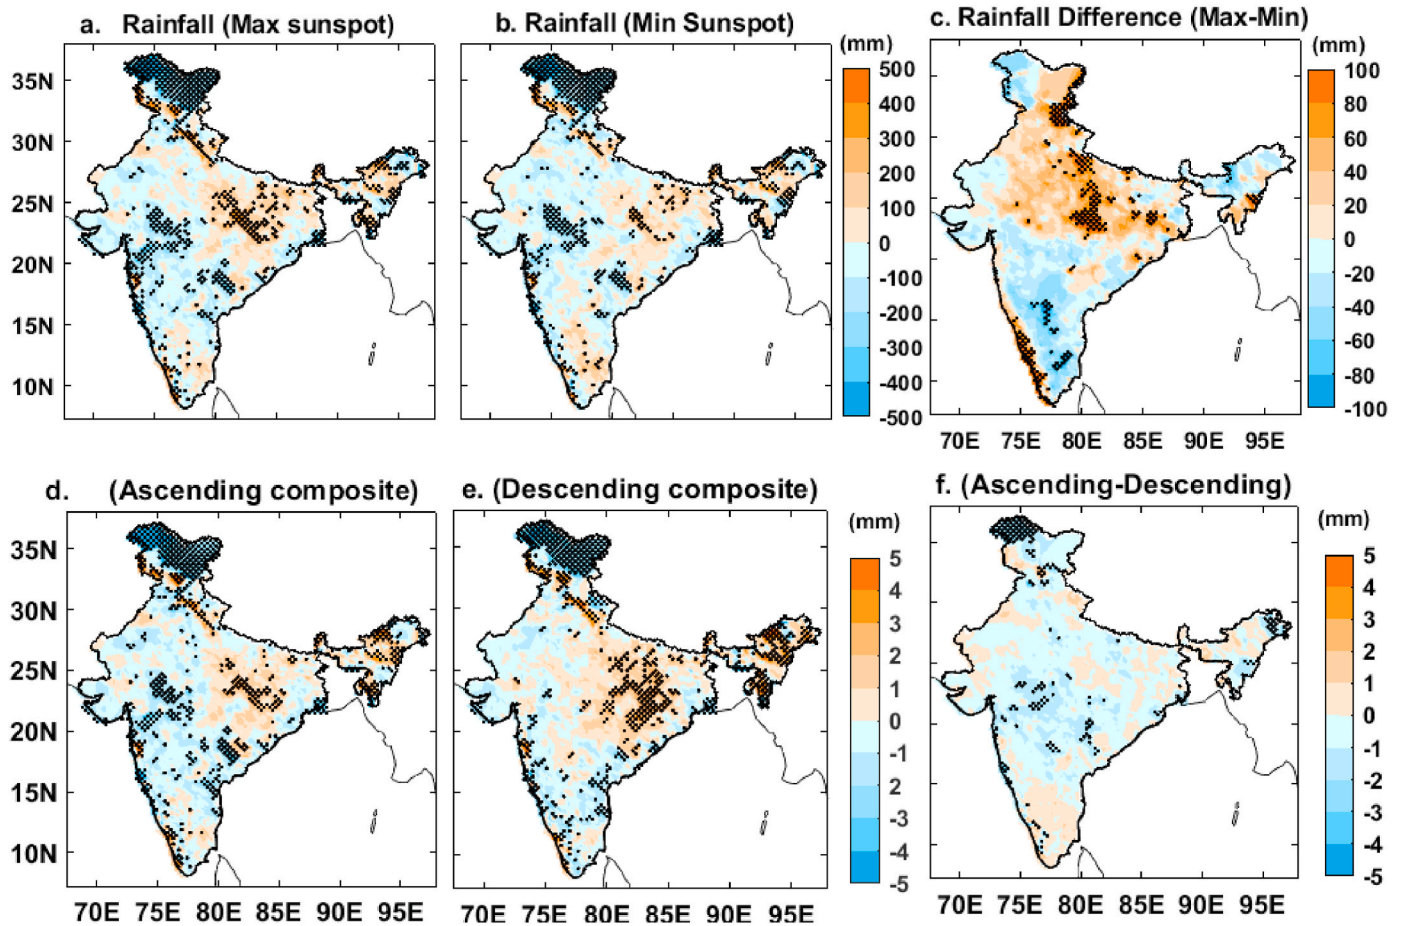 a. Rainfall (Max sunspot)
b. Rainfall (Min Sunspot)
c. Rainfall Difference (Max-Min)
(mm)
(mm)
35N
30N
25N
20N
15N
10N
500
400
300
200
100
0
-100
-200
-300
-400
-500
100
80
60
40
20
0
-20
-40
-60
-80
-100
70E 75E 80E 85E 90E 95E
d. (Ascending composite)
e. (Descending composite)
f. (Ascending-Descending)
(mm)
(mm)
35N
30N
25N
20N
15N
10N
5
4
3
2
1
0
-1
-2
-3
-4
-5
5
4
3
2
1
0
-1
-2
-3
-4
-5
70E 75E 80E 85E 90E 95E
70E 75E 80E 85E 90E 95E
70E 75E 80E 85E 90E 95E